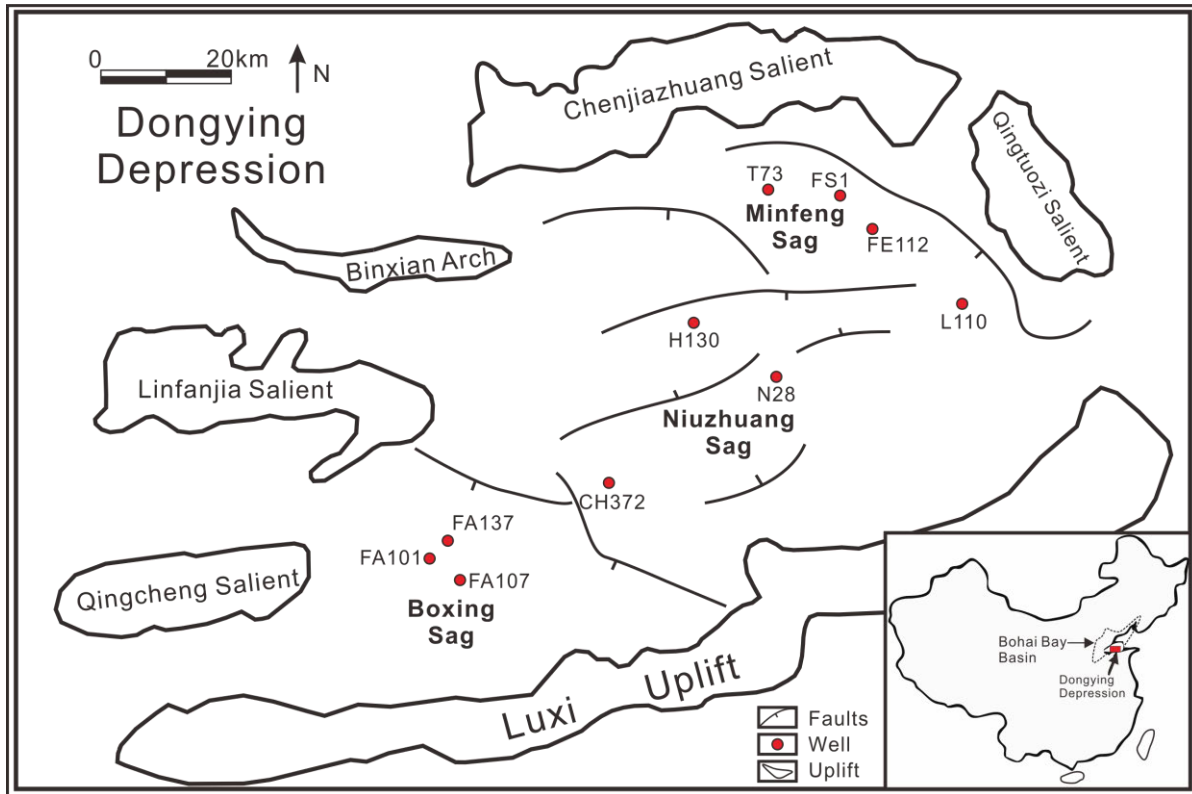 0 20km
N
Dongying
Depression
Chenjiazhuang Salient
Qingtuozi Salient
T73
FS1
Minfeng
Sag
FE112
Binxian Arch
L110
H130
Linfanjia Salient
N28
Niuzhuang
Sag
CH372
FA137
FA101
FA107
Qingcheng Salient
Boxing
Sag
Luxi Uplift
Bohai Bay
Basin
Dongying
Depression
Faults
Well
Uplift